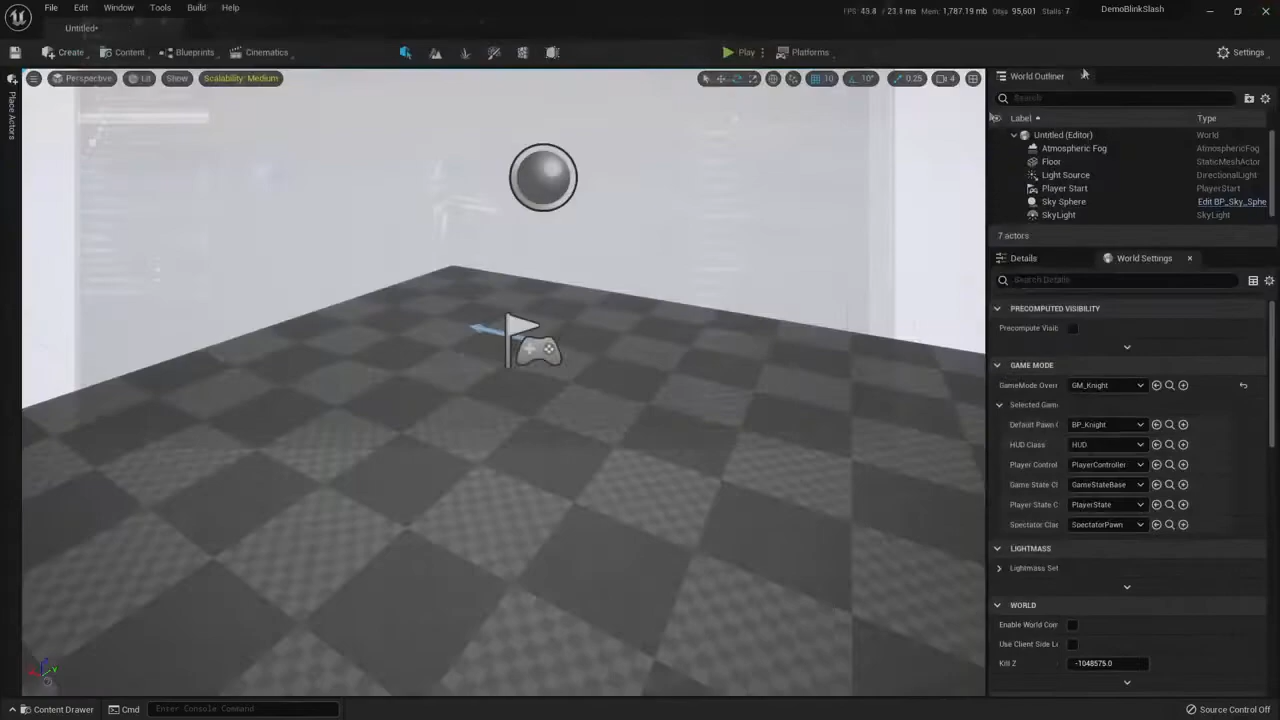 File Edit Window Tools Build Help
FPS: 43.8 / 23.1 ms Mem: 1,787.19 mb Objs: 95,601 Stalls: 7
DemoBlinkSlash
Untitled*
Create Content Blueprints Cinematics Play Platforms Settings
Perspective Lit Show Scalability: Medium 10 10° 0.25 4
Place Actors
World Outliner
Search
Label Type
Untitled (Editor) World
Atmospheric Fog AtmosphericFog
Floor StaticMeshActor
Light Source DirectionalLight
Player Start PlayerStart
Sky Sphere Edit BP_Sky_Sphe
SkyLight SkyLight
7 actors
Details World Settings
Search Details
PRECOMPUTED VISIBILITY
Precompute Visib
GAME MODE
GameMode Overr GM_Knight
Selected Gam
Default Pawn C BP_Knight
HUD Class HUD
Player Control PlayerController
Game State Cl GameStateBase
Player State C PlayerState
Spectator Clas SpectatorPawn
LIGHTMASS
Lightmass Set
WORLD
Enable World Com
Use Client Side Le
Kill Z -1048575.0
Content Drawer Cmd Enter Console Command Source Control Off